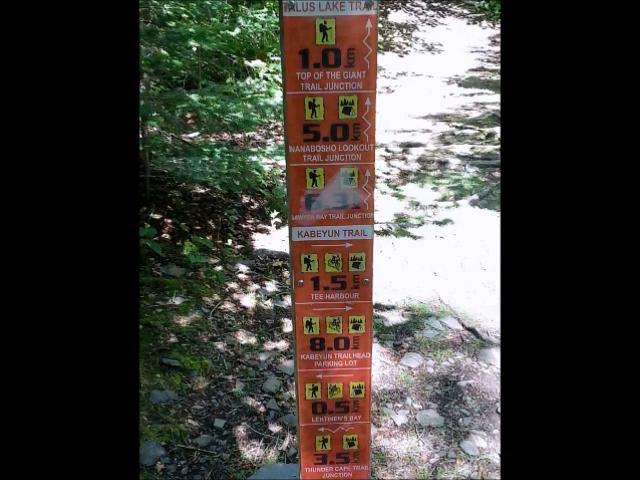 TALUS LAKE TRAIL
1.0 km
TOP OF THE GIANT
TRAIL JUNCTION
5.0 km
NANABOSHO LOOKOUT
TRAIL JUNCTION
6.3
SAWYER BAY TRAIL JUNCTION
KABEYUN TRAIL
1.5 km
TEE HARBOUR
8.0 km
KABEYUN TRAILHEAD
PARKING LOT
0.5 km
LEHTINEN'S BAY
3.5 km
THUNDER CAPE TRAIL
JUNCTION